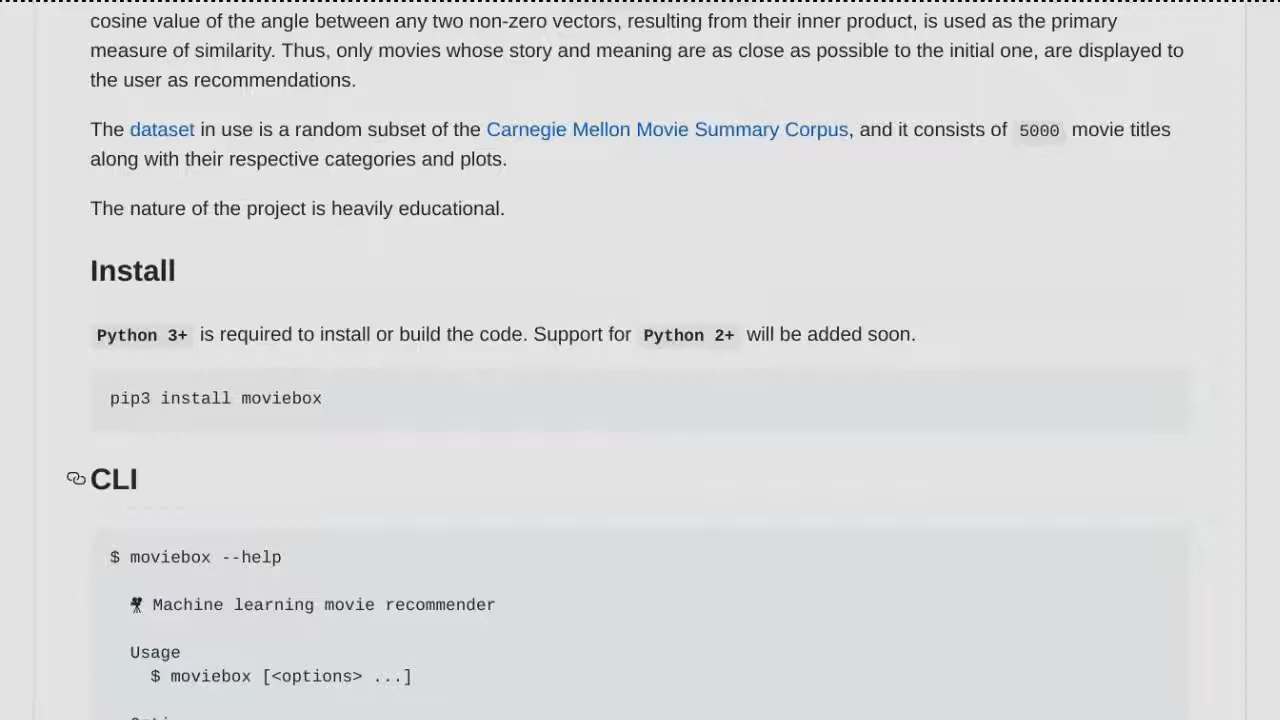 cosine value of the angle between any two non-zero vectors, resulting from their inner product, is used as the primary
measure of similarity. Thus, only movies whose story and meaning are as close as possible to the initial one, are displayed to
the user as recommendations.
The dataset in use is a random subset of the Carnegie Mellon Movie Summary Corpus, and it consists of 5000 movie titles
along with their respective categories and plots.
The nature of the project is heavily educational.
Install
Python 3+ is required to install or build the code. Support for Python 2+ will be added soon.
pip3 install moviebox
CLI
$ moviebox --help
Machine learning movie recommender
Usage
$ moviebox [<options> ...]